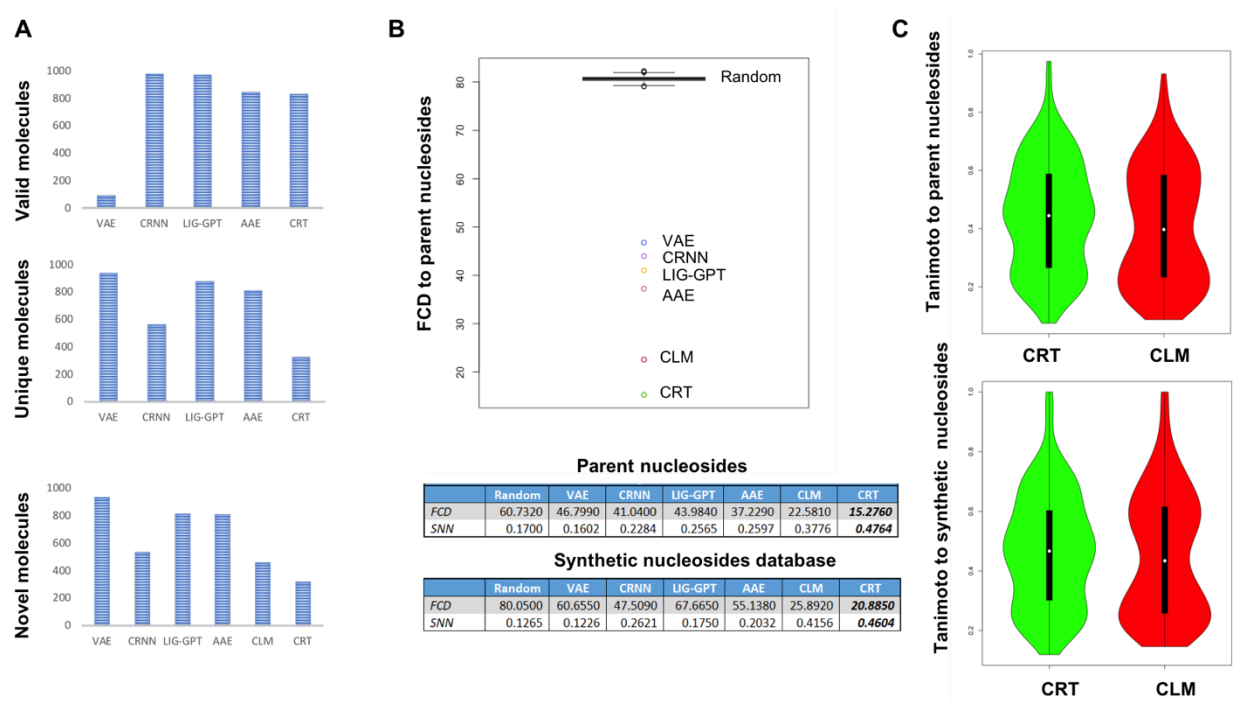 A
Valid molecules
1000
800
600
400
200
0
VAE CRNN LIG-GPT AAE CRT
Unique molecules
1000
800
600
400
200
0
VAE CRNN LIG-GPT AAE CRT
Novel molecules
1000
800
600
400
200
0
VAE CRNN LIG-GPT AAE CLM CRT
B
FCD to parent nucleosides
80
70
60
50
40
30
20
Random
VAE
CRNN
LIG-GPT
AAE
CLM
CRT
Parent nucleosides
Random VAE CRNN LIG-GPT AAE CLM CRT
FCD 60.7320 46.7990 41.0400 43.9840 37.2290 22.5810 15.2760
SNN 0.1700 0.1602 0.2284 0.2565 0.2597 0.3776 0.4764
Synthetic nucleosides database
Random VAE CRNN LIG-GPT AAE CLM CRT
FCD 80.0500 60.6550 47.5090 67.6650 55.1380 25.8920 20.8850
SNN 0.1265 0.1226 0.2621 0.1750 0.2032 0.4156 0.4604
C
Tanimoto to parent nucleosides
1.0
0.8
0.6
0.4
0.2
CRT CLM
Tanimoto to synthetic nucleosides
1.0
0.8
0.6
0.4
0.2
CRT CLM